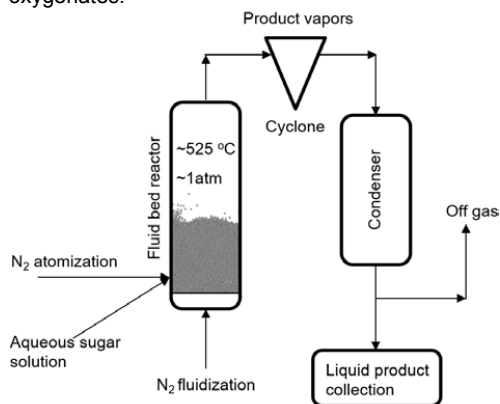 oxygenates.
Product vapors
Cyclone
Fluid bed reactor
~525 °C
~1atm
Condenser
Off gas
N₂ atomization
Aqueous sugar
solution
N₂ fluidization
Liquid product
collection